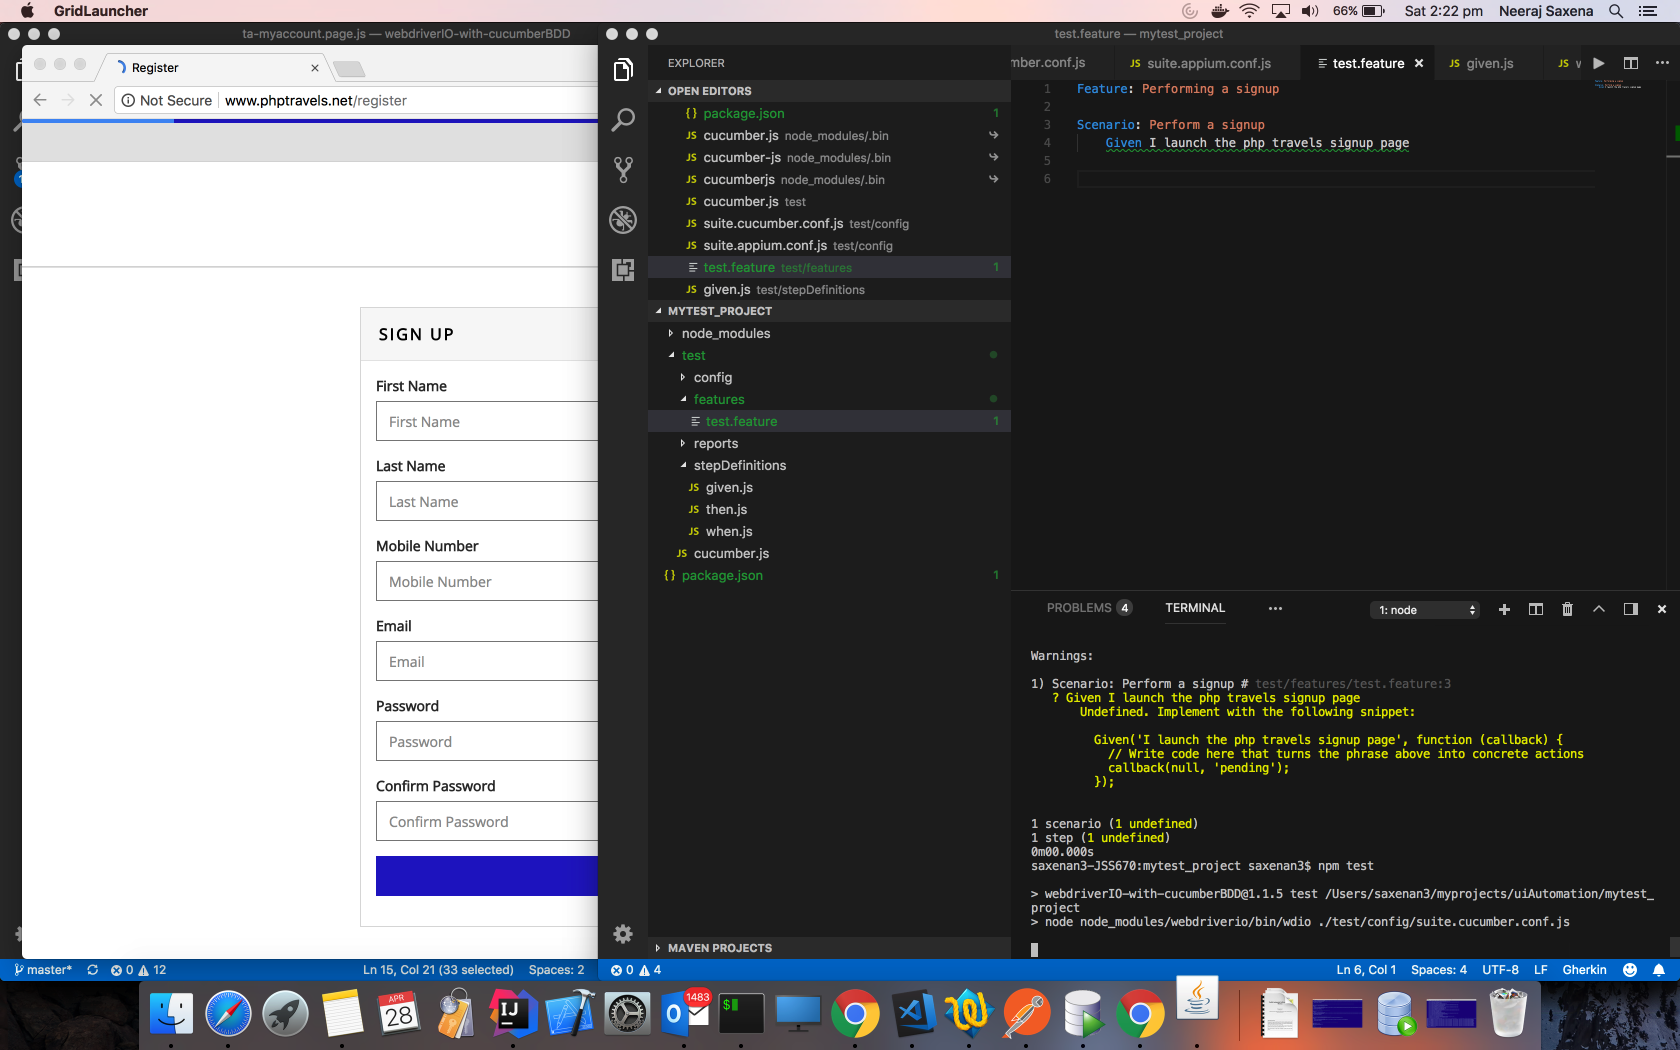 GridLauncher
66%
Sat 2:22 pm
Neeraj Saxena
ta-myaccount.page.js — webdriverIO-with-cucumberBDD
Register
Not Secure
www.phptravels.net/register
SIGN UP
First Name
First Name
Last Name
Last Name
Mobile Number
Mobile Number
Email
Email
Password
Password
Confirm Password
Confirm Password
master*
0
12
Ln 15, Col 21 (33 selected)
Spaces: 2
test.feature — mytest_project
EXPLORER
OPEN EDITORS
{} package.json 1
JS cucumber.js node_modules/.bin
JS cucumber-js node_modules/.bin
JS cucumberjs node_modules/.bin
JS cucumber.js test
JS suite.cucumber.conf.js test/config
JS suite.appium.conf.js test/config
test.feature test/features 1
JS given.js test/stepDefinitions
MYTEST_PROJECT
node_modules
test
config
features
test.feature 1
reports
stepDefinitions
JS given.js
JS then.js
JS when.js
JS cucumber.js
{} package.json 1
MAVEN PROJECTS
mber.conf.js
JS suite.appium.conf.js
test.feature
JS given.js
JS
1 Feature: Performing a signup
2
3 Scenario: Perform a signup
4 Given I launch the php travels signup page
5
6
PROBLEMS 4
TERMINAL
1: node
Warnings:
1) Scenario: Perform a signup # test/features/test.feature:3
? Given I launch the php travels signup page
Undefined. Implement with the following snippet:
Given('I launch the php travels signup page', function (callback) {
// Write code here that turns the phrase above into concrete actions
callback(null, 'pending');
});
1 scenario (1 undefined)
1 step (1 undefined)
0m00.000s
saxenan3-JSS670:mytest_project saxenan3$ npm test
> webdriverIO-with-cucumberBDD@1.1.5 test /Users/saxenan3/myprojects/uiAutomation/mytest_
project
> node node_modules/webdriverio/bin/wdio ./test/config/suite.cucumber.conf.js
0
4
Ln 6, Col 1
Spaces: 4
UTF-8
LF
Gherkin
APR
28
IJ
1483
$